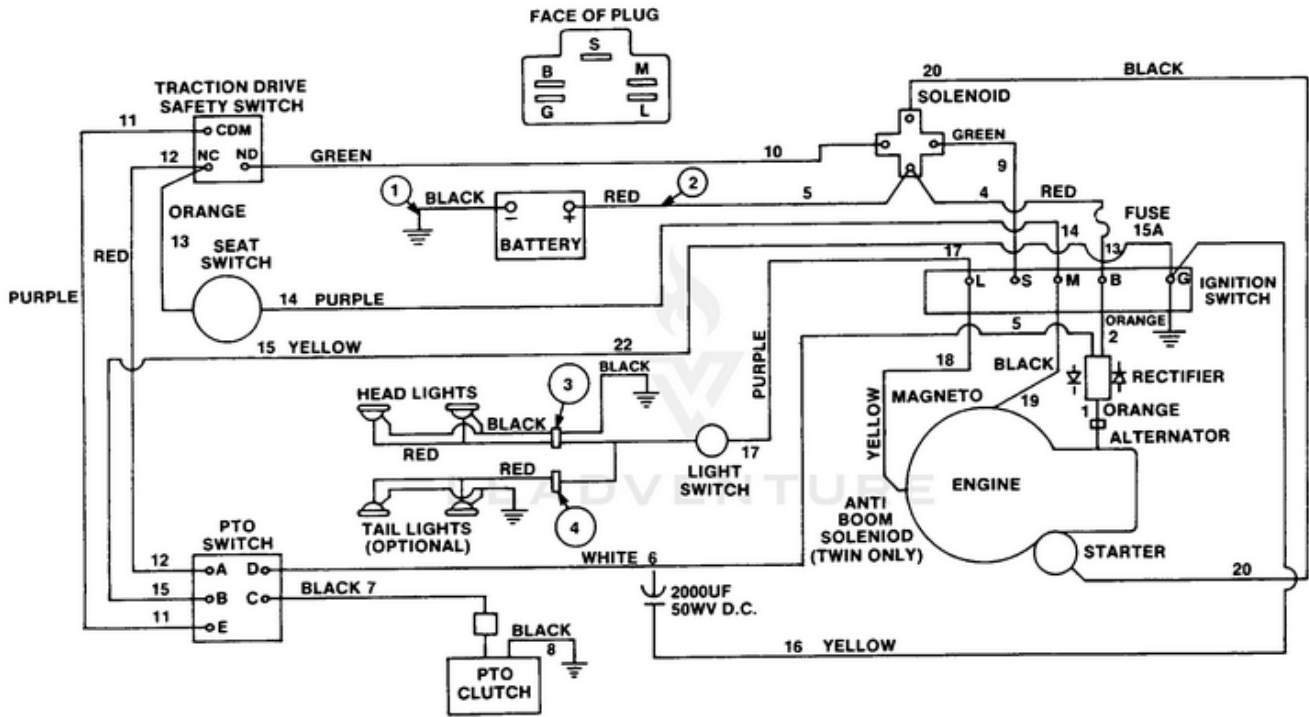 FACE OF PLUG
S
B
M
G
L
TRACTION DRIVE
SAFETY SWITCH
11
COM
12
NC
ND
GREEN
10
20
BLACK
SOLENOID
GREEN
9
1
BLACK
2
RED
5
4
RED
-
+
BATTERY
ORANGE
13
RED
PURPLE
SEAT
SWITCH
14 PURPLE
FUSE
15A
14
13
17
L
S
M
B
G
IGNITION
SWITCH
ORANGE
5
2
15 YELLOW
22
BLACK
3
HEAD LIGHTS
BLACK
RED
RED
4
TAIL LIGHTS
(OPTIONAL)
LIGHT
SWITCH
17
PURPLE
18
YELLOW
BLACK
MAGNETO
19
RECTIFIER
1
ORANGE
ALTERNATOR
ENGINE
ANTI
BOOM
SOLENIOD
(TWIN ONLY)
STARTER
20
LEADVENTURE
PTO
SWITCH
12
A
D
WHITE 6
15
B
C
BLACK 7
11
E
2000UF
50WV D.C.
BLACK
8
PTO
CLUTCH
16 YELLOW